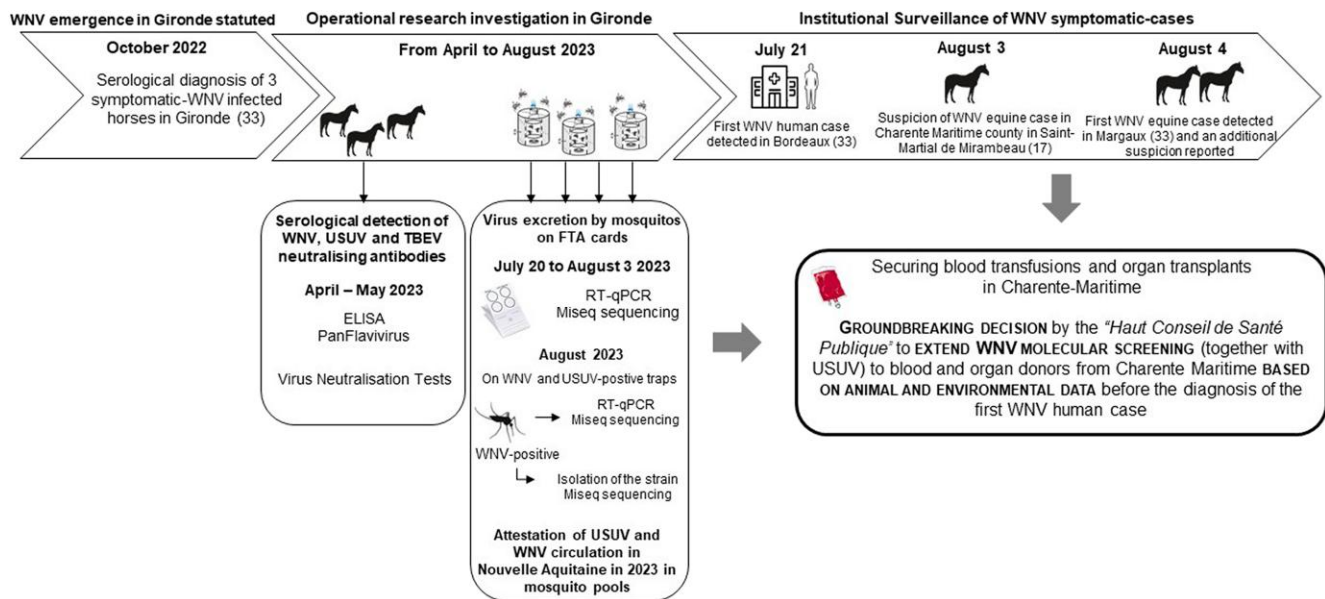 WNV emergence in Gironde statuted
October 2022
Serological diagnosis of 3
symptomatic-WNV infected
horses in Gironde (33)
Operational research investigation in Gironde
From April to August 2023
Institutional Surveillance of WNV symptomatic-cases
July 21
First WNV human case
detected in Bordeaux (33)
August 3
Suspicion of WNV equine case in
Charente Maritime county in Saint-
Martial de Mirambeau (17)
August 4
First WNV equine case detected
in Margaux (33) and an additional
suspicion reported
Serological detection of
WNV, USUV and TBEV
neutralising antibodies
April – May 2023
ELISA
PanFlavivirus
Virus Neutralisation Tests
Virus excretion by mosquitos
on FTA cards
July 20 to August 3 2023
RT-qPCR
Miseq sequencing
August 2023
On WNV and USUV-postive traps
RT-qPCR
Miseq sequencing
WNV-positive
Isolation of the strain
Miseq sequencing
Attestation of USUV and
WNV circulation in
Nouvelle Aquitaine in 2023 in
mosquito pools
Securing blood transfusions and organ transplants
in Charente-Maritime
GROUNDBREAKING DECISION by the "Haut Conseil de Santé
Publique" to EXTEND WNV MOLECULAR SCREENING (together with
USUV) to blood and organ donors from Charente Maritime BASED
ON ANIMAL AND ENVIRONMENTAL DATA before the diagnosis of the
first WNV human case